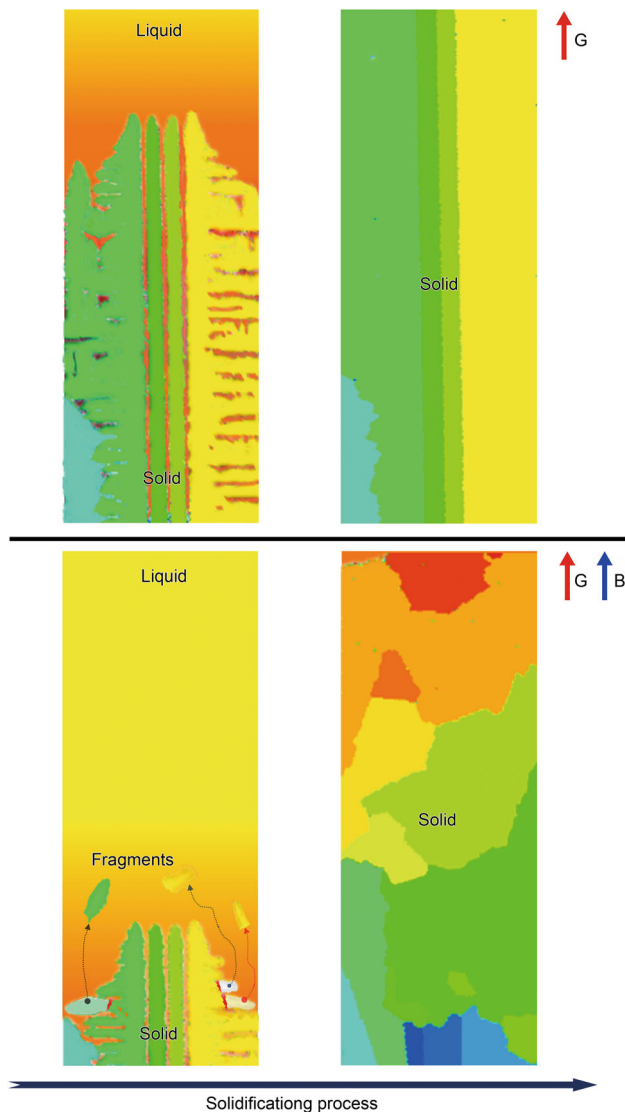 Liquid
G
Solid
Solid
Liquid
G B
Fragments
Solid
Solid
Solidificationg process